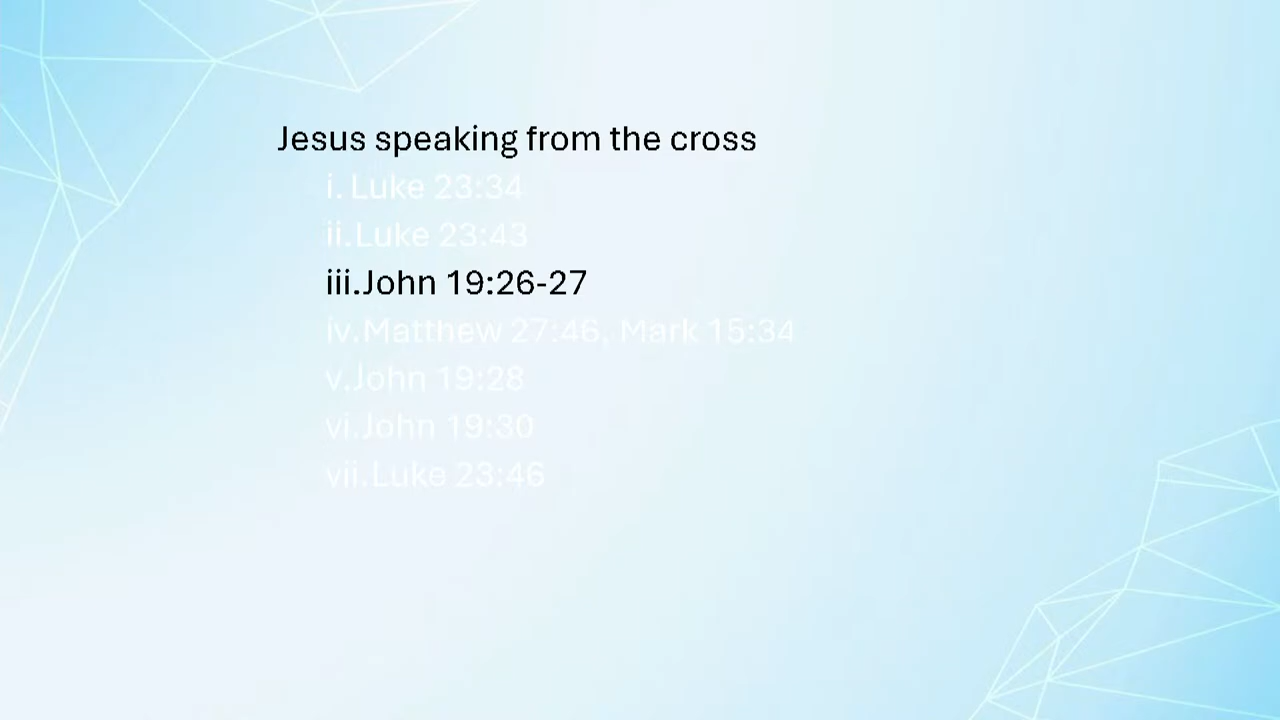 Jesus speaking from the cross
i. Luke 23:34
ii.Luke 23:43
iii.John 19:26-27
iv.Matthew 27:46, Mark 15:34
v.John 19:28
vi.John 19:30
vii.Luke 23:46